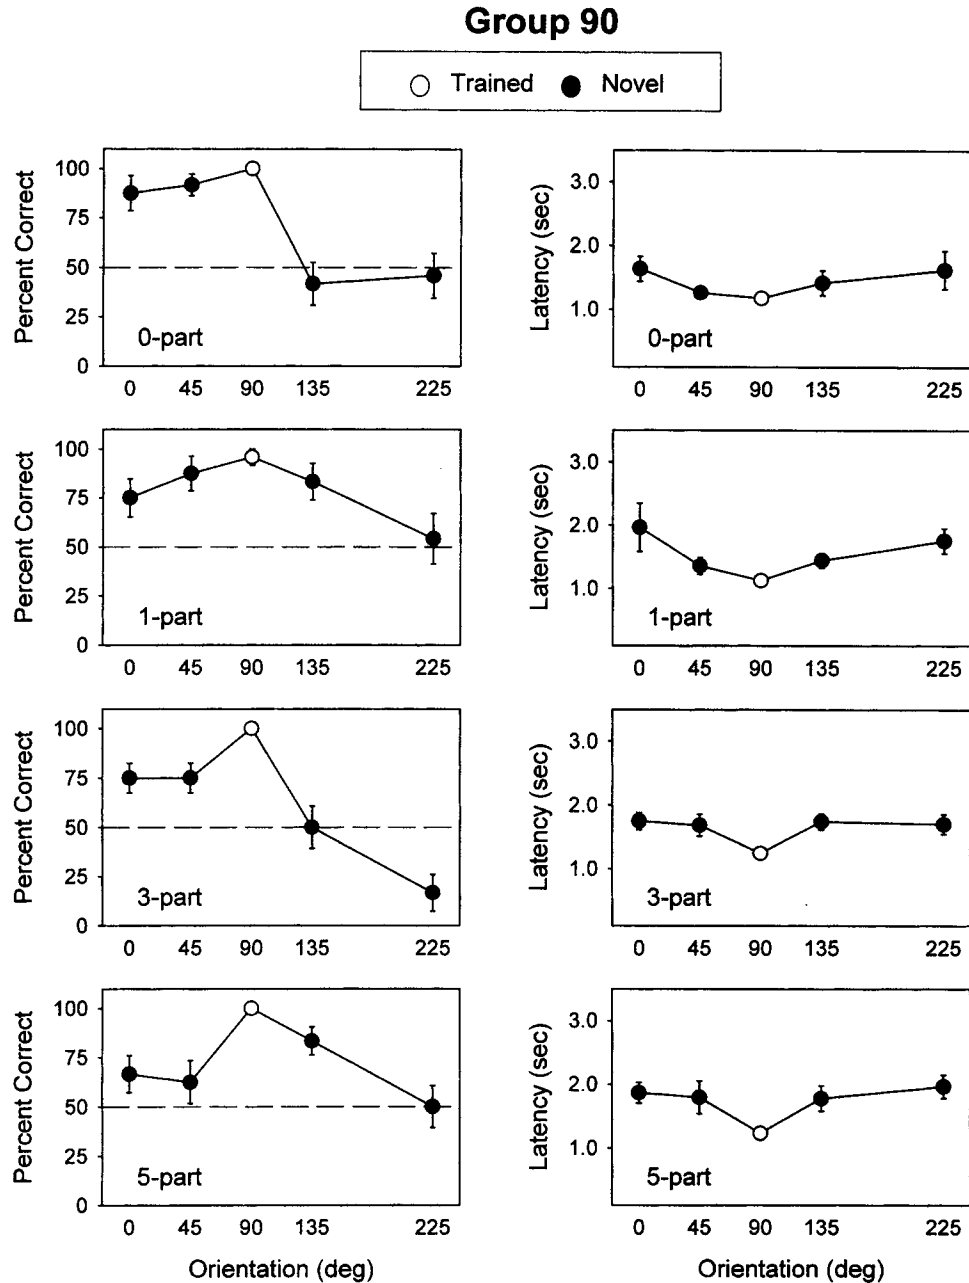 Group 90
Trained Novel
Percent Correct
100
75
50
25
0
0-part
0 45 90 135 225
Latency (sec)
3.0
2.0
1.0
0-part
0 45 90 135 225
Percent Correct
100
75
50
25
0
1-part
0 45 90 135 225
Latency (sec)
3.0
2.0
1.0
1-part
0 45 90 135 225
Percent Correct
100
75
50
25
0
3-part
0 45 90 135 225
Latency (sec)
3.0
2.0
1.0
3-part
0 45 90 135 225
Percent Correct
100
75
50
25
0
5-part
0 45 90 135 225
Orientation (deg)
Latency (sec)
3.0
2.0
1.0
5-part
0 45 90 135 225
Orientation (deg)